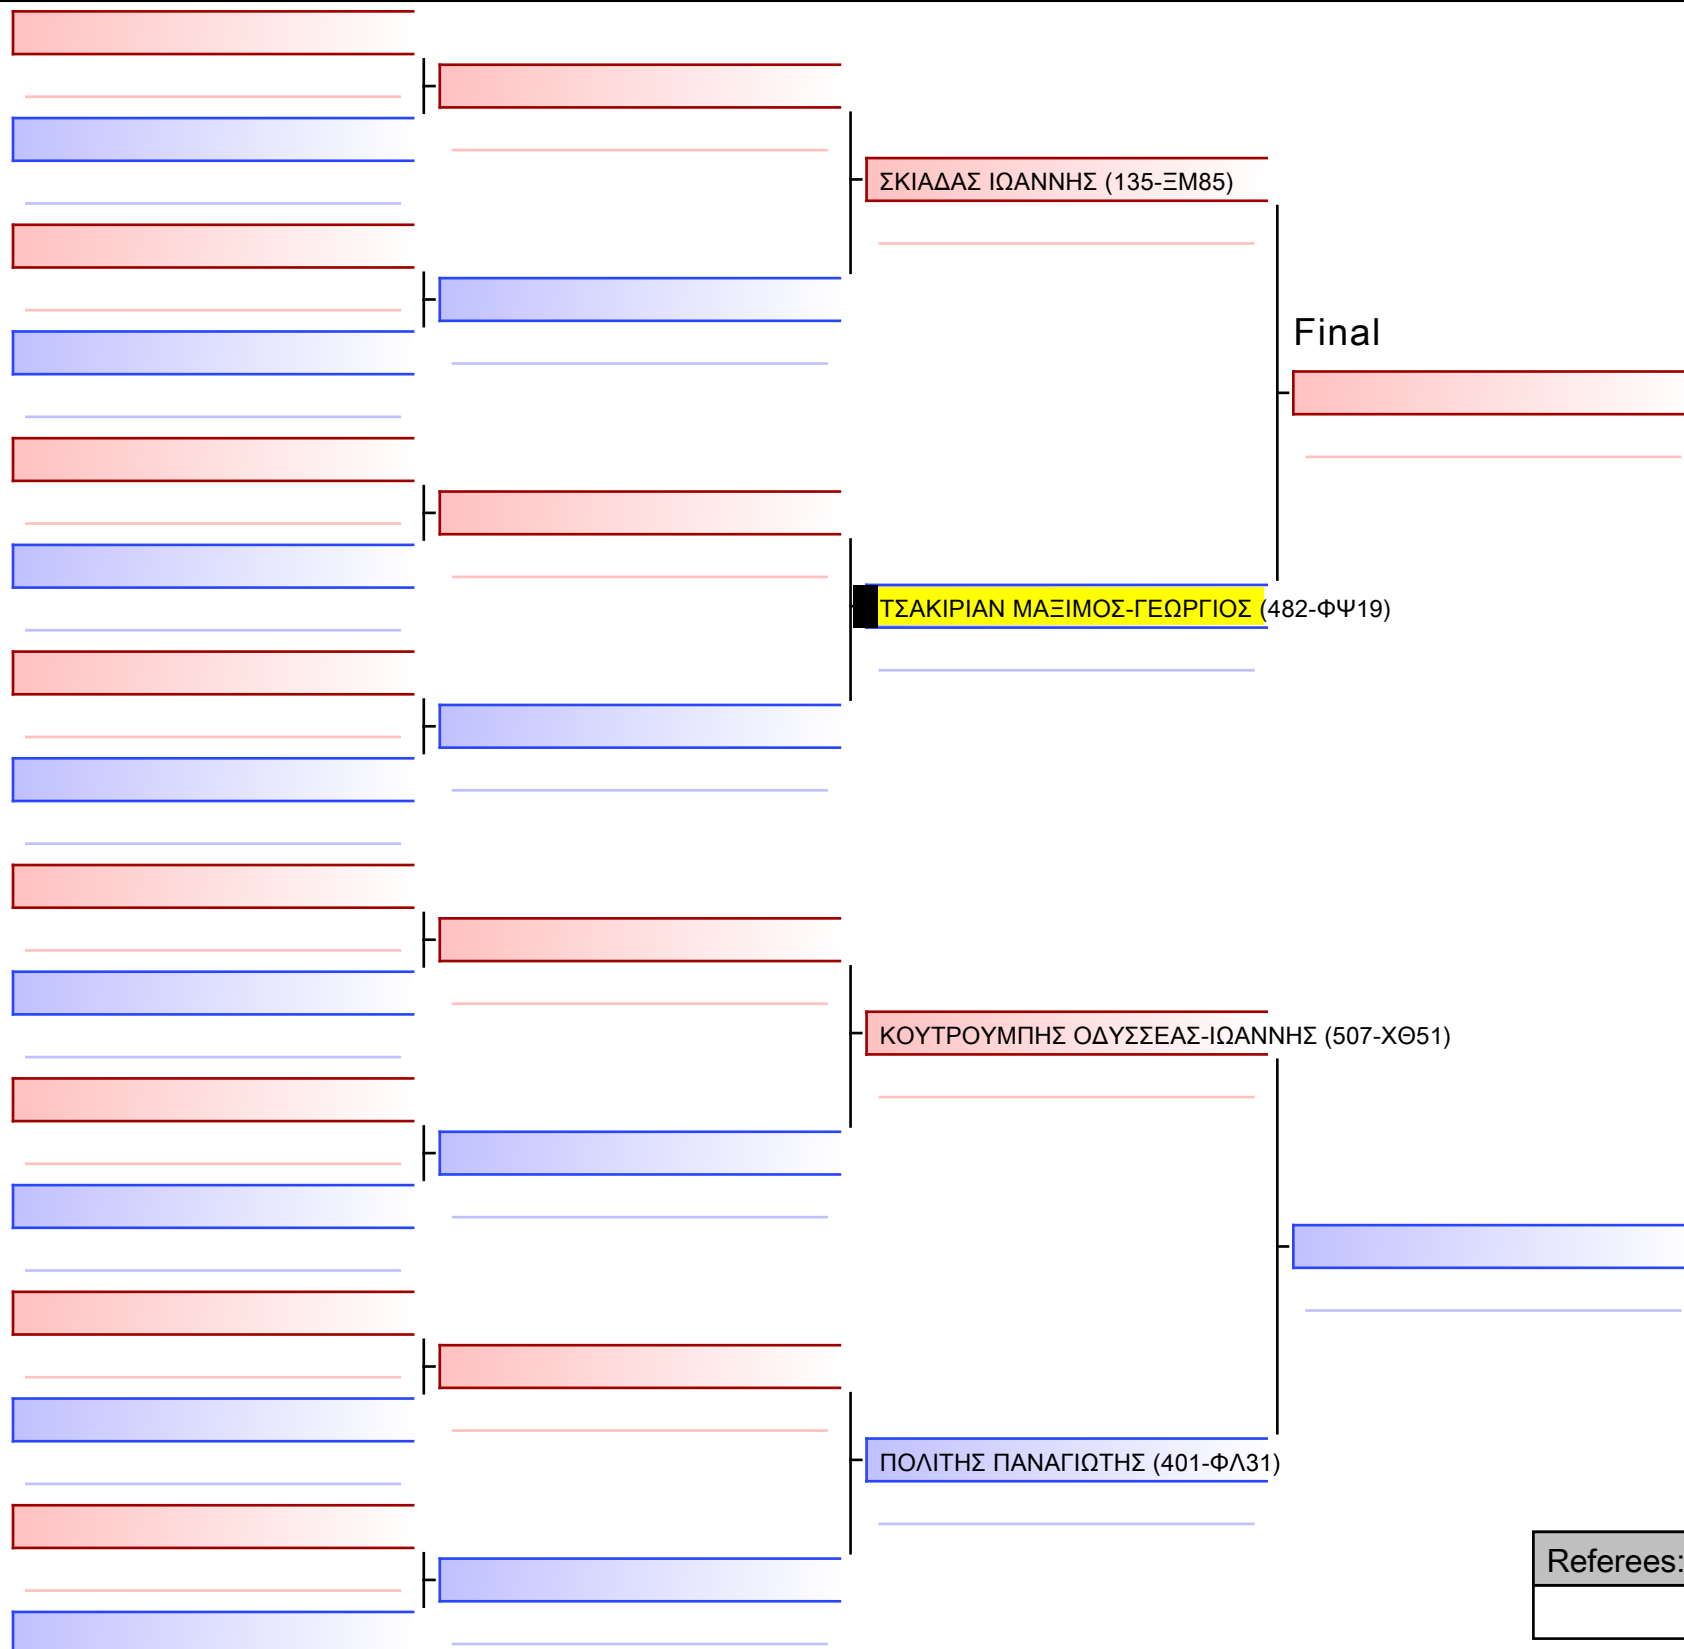 ΣΚΙΑΔΑΣ ΙΩΑΝΝΗΣ (135-ΞΜ85)
Final
ΤΣΑΚΙΡΙΑΝ ΜΑΞΙΜΟΣ-ΓΕΩΡΓΙΟΣ (482-ΦΨ19)
ΚΟΥΤΡΟΥΜΠΗΣ ΟΔΥΣΣΕΑΣ-ΙΩΑΝΝΗΣ (507-ΧΘ51)
ΠΟΛΙΤΗΣ ΠΑΝΑΓΙΩΤΗΣ (401-ΦΛ31)
Referees: